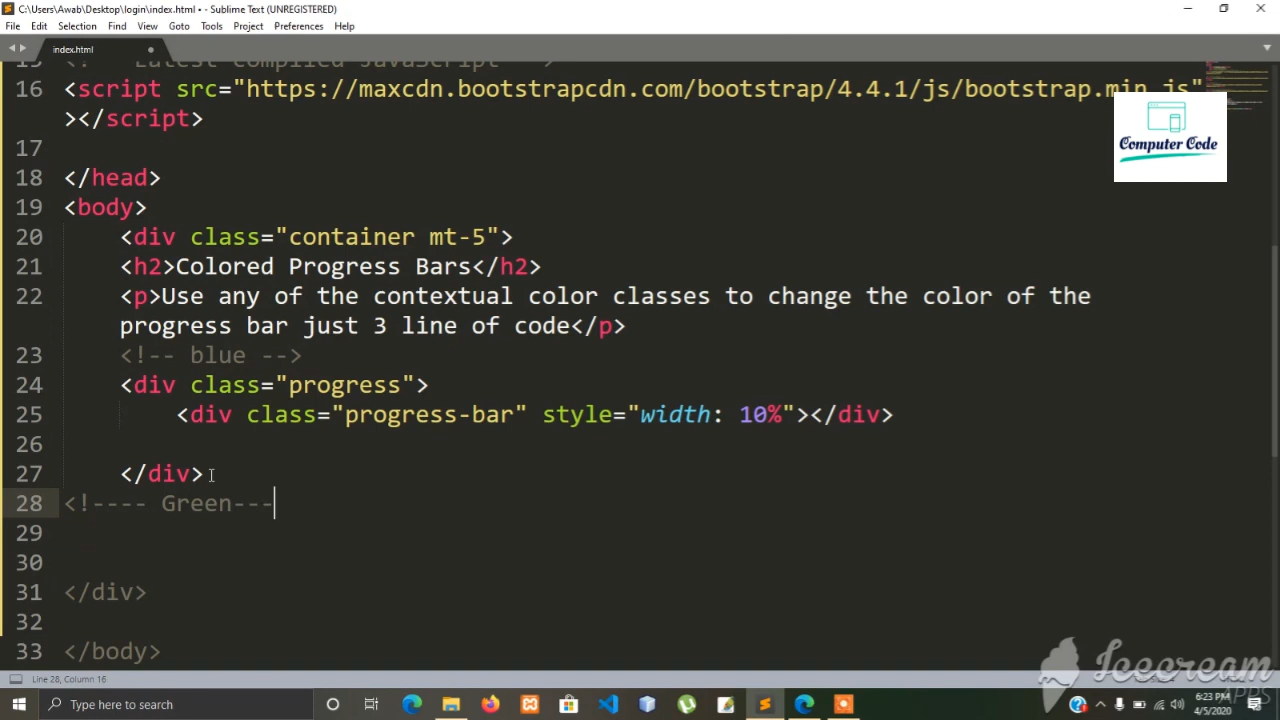 C:\Users\Awab\Desktop\login\index.html • - Sublime Text (UNREGISTERED)
File Edit Selection Find View Goto Tools Project Preferences Help
index.html
15 <!-- Latest compiled JavaScript -->
16 <script src="https://maxcdn.bootstrapcdn.com/bootstrap/4.4.1/js/bootstrap.min.js"
></script>
Computer Code
17
18 </head>
19 <body>
20 <div class="container mt-5">
21 <h2>Colored Progress Bars</h2>
22 <p>Use any of the contextual color classes to change the color of the
progress bar just 3 line of code</p>
23 <!-- blue -->
24 <div class="progress">
25 <div class="progress-bar" style="width: 10%"></div>
26
27 </div>
28 <!---- Green---
29
30
31 </div>
32
33 </body>
Icecream
APPS
Line 28, Column 16
Type here to search
6:23 PM
4/5/2020